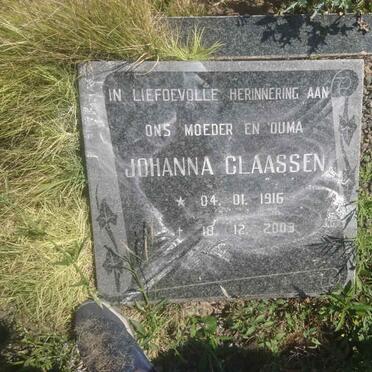 IN LIEFDEVOLLE HERINNERING AAN
ONS MOEDER EN OUMA
JOHANNA CLAASSEN
* 04. 01. 1916
+ 18. 12. 2003